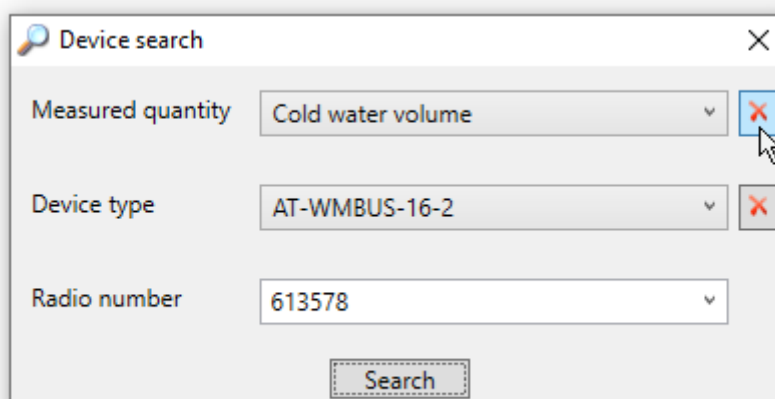 Device search
Measured quantity Cold water volume
Device type AT-WMBUS-16-2
Radio number 613578
Search